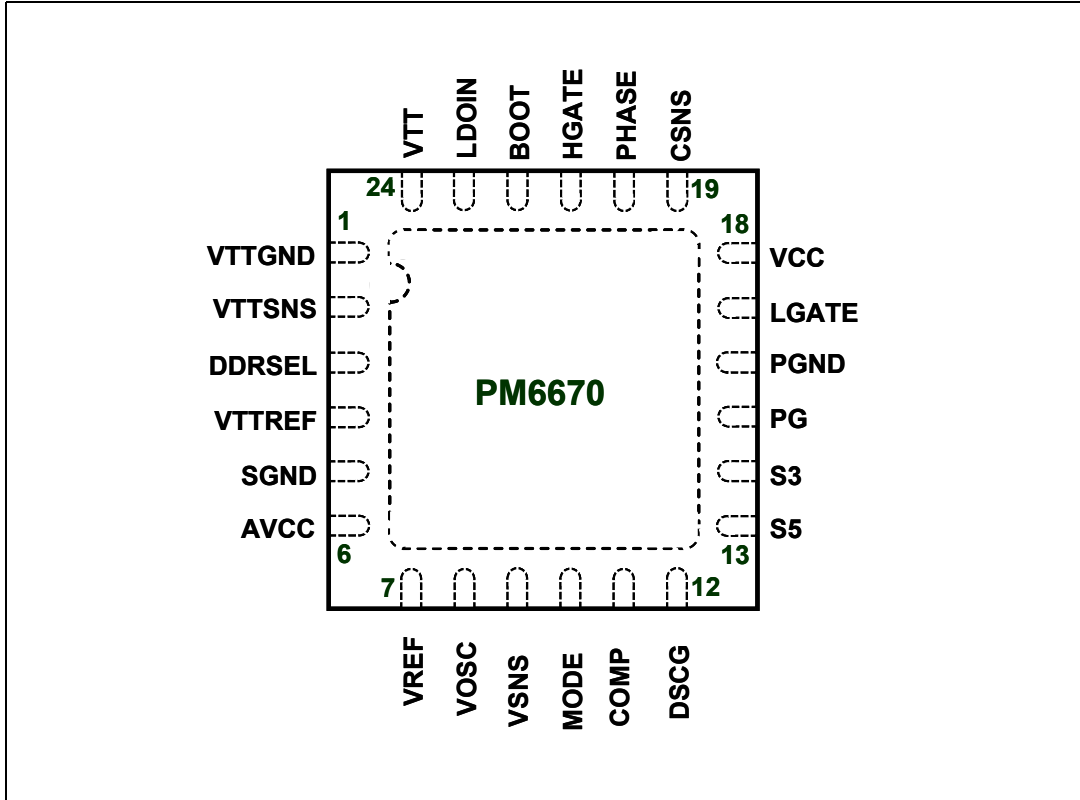 VTT
LDOIN
BOOT
HGATE
PHASE
CSNS
24
19
1
18
VTTGND
VCC
VTTSNS
LGATE
DDRSEL
PGND
PM6670
VTTREF
PG
SGND
S3
AVCC
S5
6
13
7
12
VREF
VOSC
VSNS
MODE
COMP
DSCG